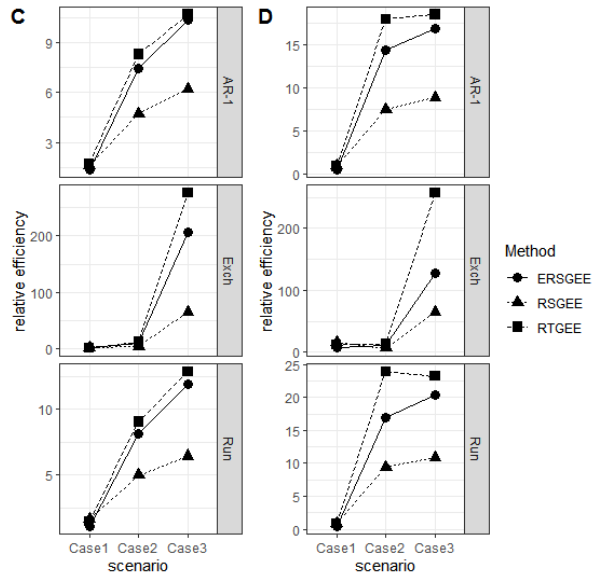 C
D
relative efficiency
9
6
3
AR-1
200
100
0
Exch
10
5
Run
Case1 Case2 Case3
scenario
relative efficiency
15
10
5
0
AR-1
200
100
0
Exch
25
20
15
10
5
0
Run
Case1 Case2 Case3
scenario
Method
ERSGEE
RSGEE
RTGEE